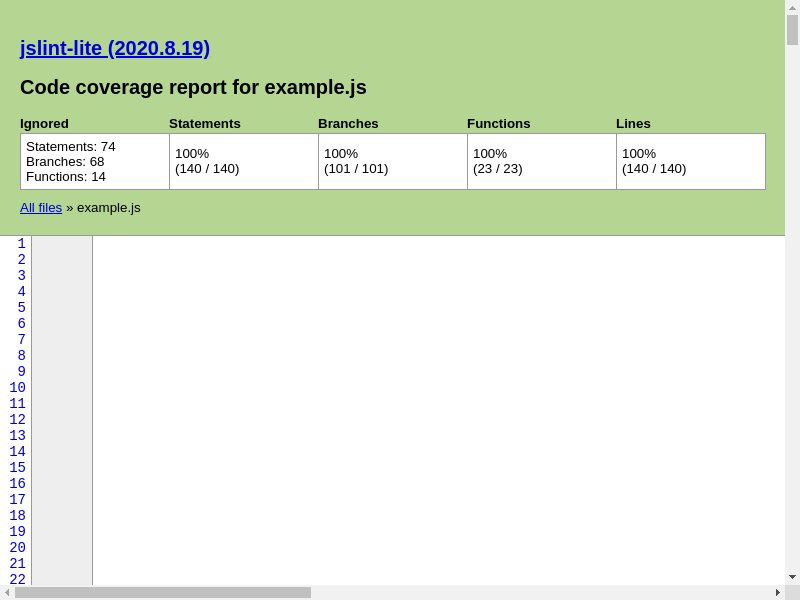 jslint-lite (2020.8.19)
Code coverage report for example.js
Ignored Statements Branches Functions Lines
Statements: 74
Branches: 68
Functions: 14
100%
(140 / 140)
100%
(101 / 101)
100%
(23 / 23)
100%
(140 / 140)
All files » example.js
1
2
3
4
5
6
7
8
9
10
11
12
13
14
15
16
17
18
19
20
21
22